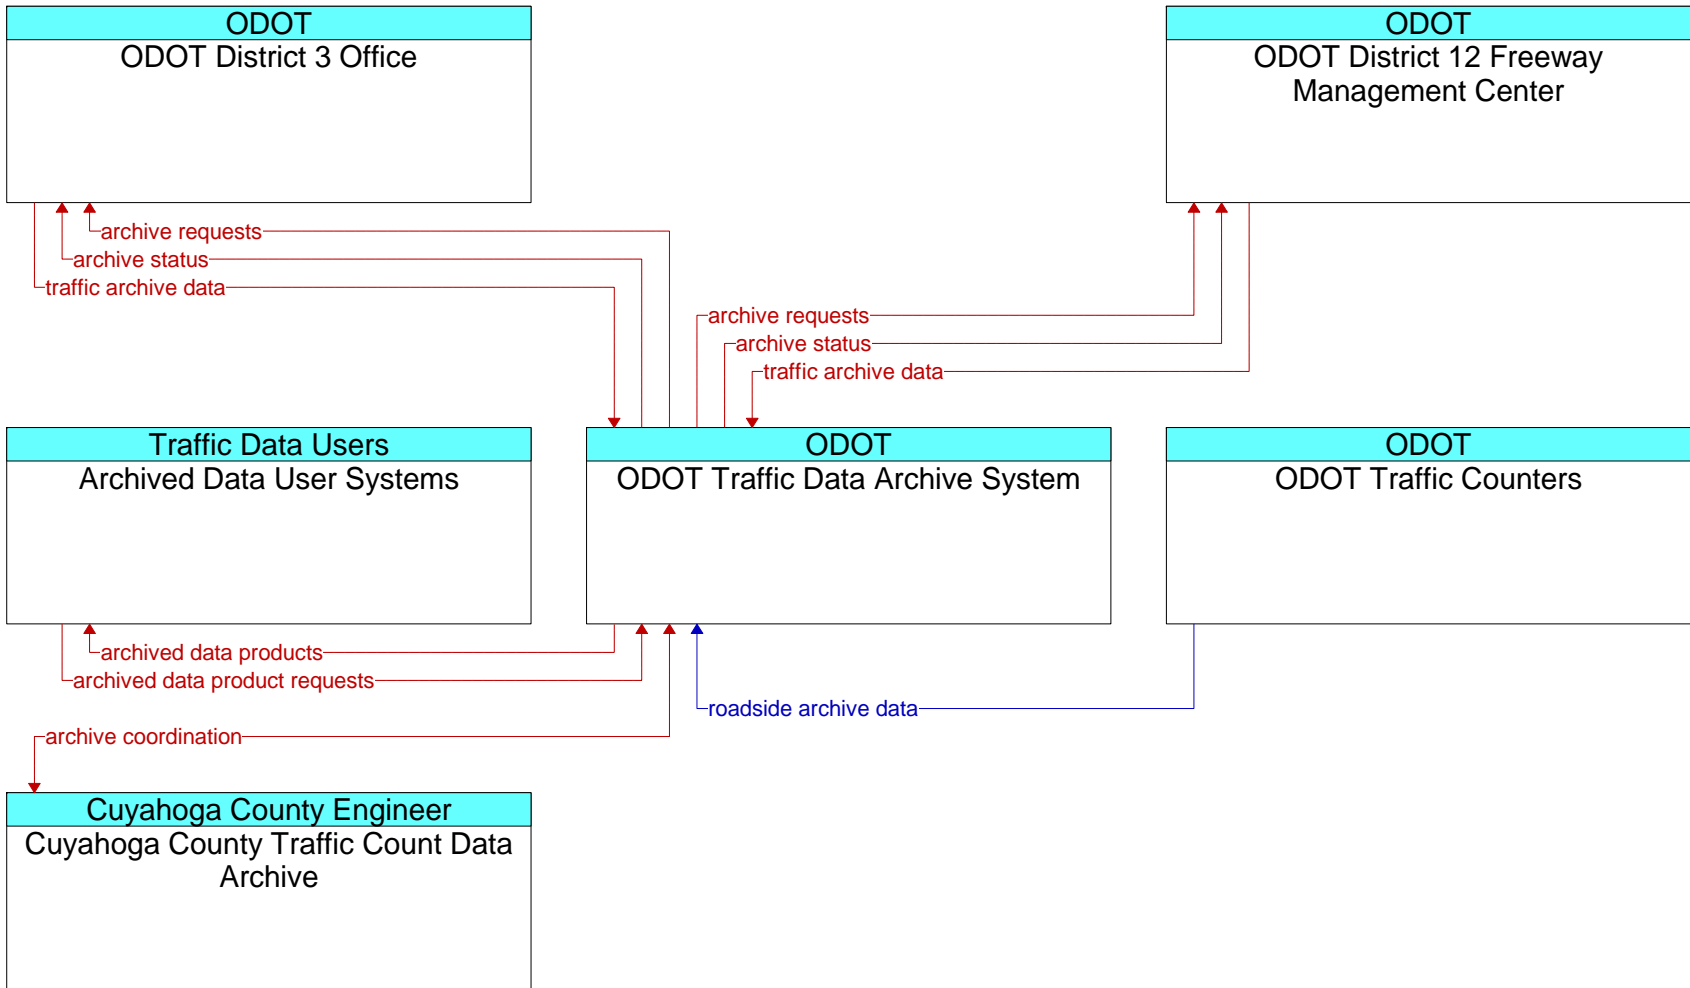 ODOT
ODOT District 3 Office
ODOT
ODOT District 12 Freeway
Management Center
archive requests
archive status
traffic archive data
archive requests
archive status
traffic archive data
Traffic Data Users
Archived Data User Systems
ODOT
ODOT Traffic Data Archive System
ODOT
ODOT Traffic Counters
archived data products
archived data product requests
roadside archive data
archive coordination
Cuyahoga County Engineer
Cuyahoga County Traffic Count Data
Archive